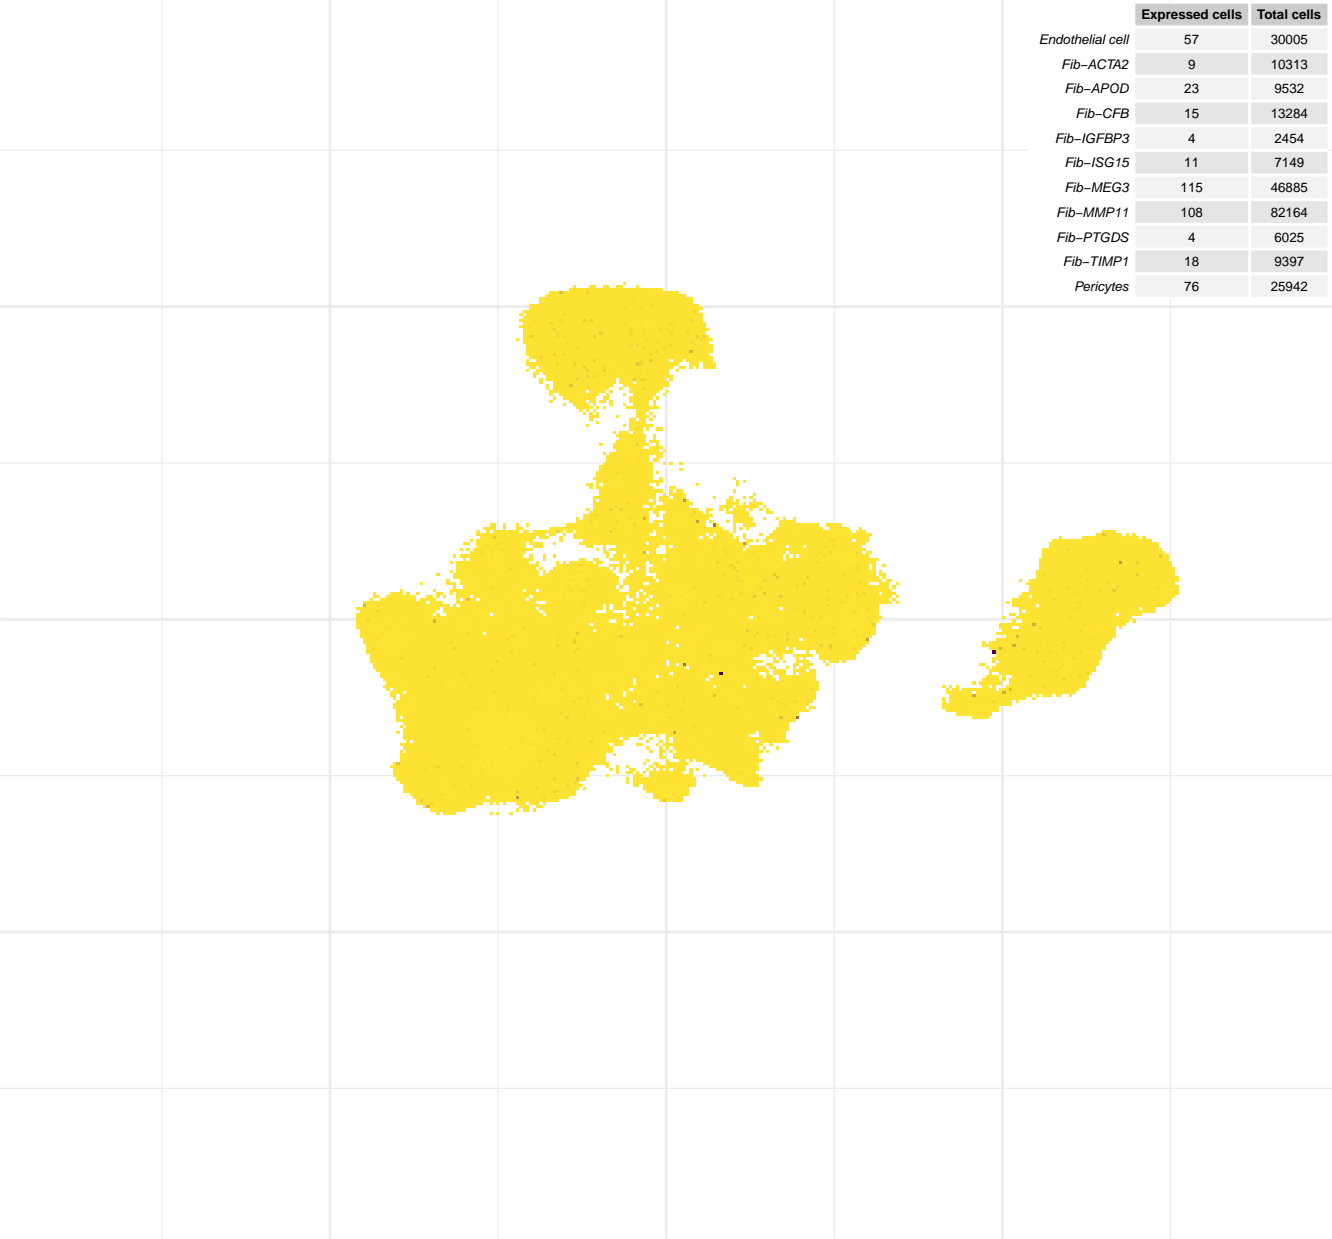 Expressed cells Total cells
Endothelial cell 57 30005
Fib−ACTA2 9 10313
Fib−APOD 23 9532
Fib−CFB 15 13284
Fib−IGFBP3 4 2454
Fib−ISG15 11 7149
Fib−MEG3 115 46885
Fib−MMP11 108 82164
Fib−PTGDS 4 6025
Fib−TIMP1 18 9397
Pericytes 76 25942